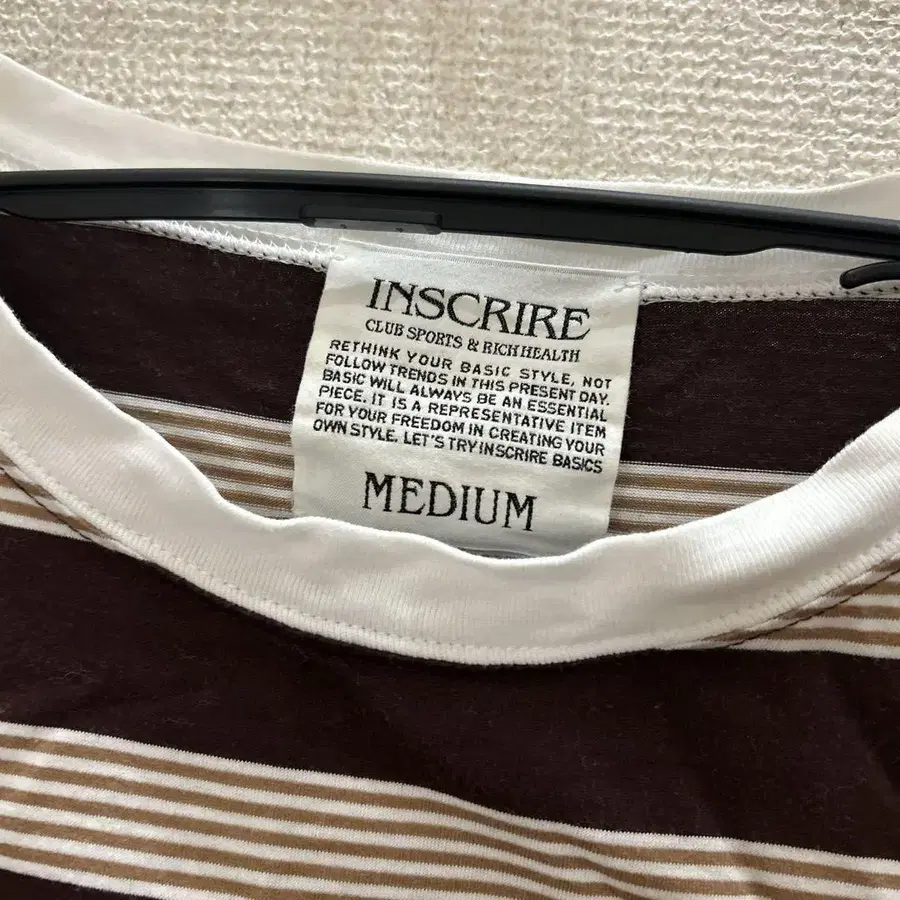 INSCRIRE
CLUB SPORTS & RICH HEALTH
RETHINK YOUR BASIC STYLE, NOT
FOLLOW TRENDS IN THIS PRESENT DAY.
BASIC WILL ALWAYS BE AN ESSENTIAL
PIECE. IT IS A REPRESENTATIVE ITEM
FOR YOUR FREEDOM IN CREATING YOUR
OWN STYLE. LET'S TRY INSCRIRE BASICS
MEDIUM